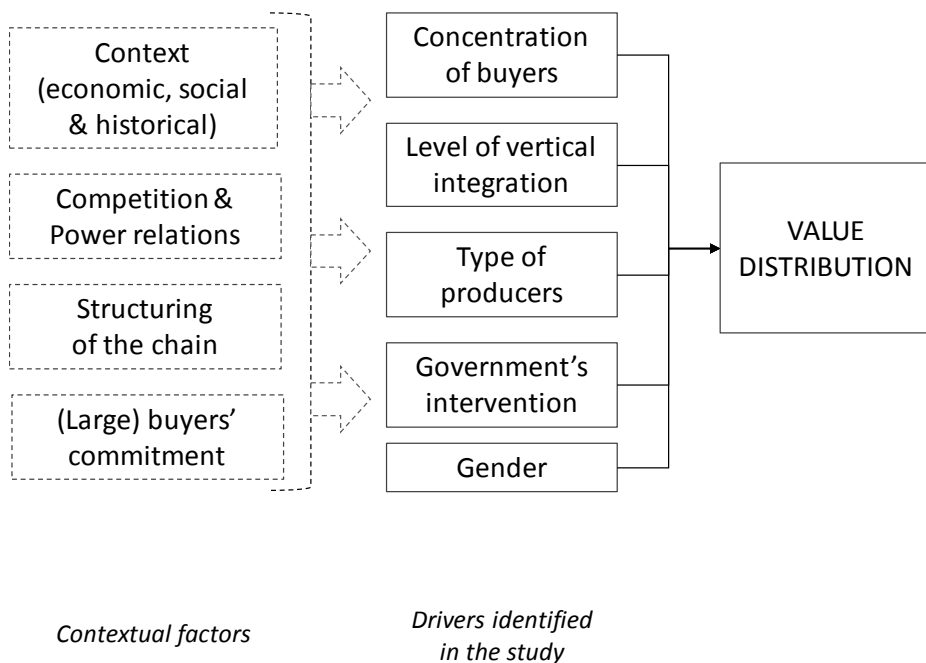 Context
(economic, social
& historical)
Competition &
Power relations
Structuring
of the chain
(Large) buyers’
commitment
Concentration
of buyers
Level of vertical
integration
Type of
producers
Government’s
intervention
Gender
VALUE
DISTRIBUTION
Contextual factors
Drivers identified
in the study